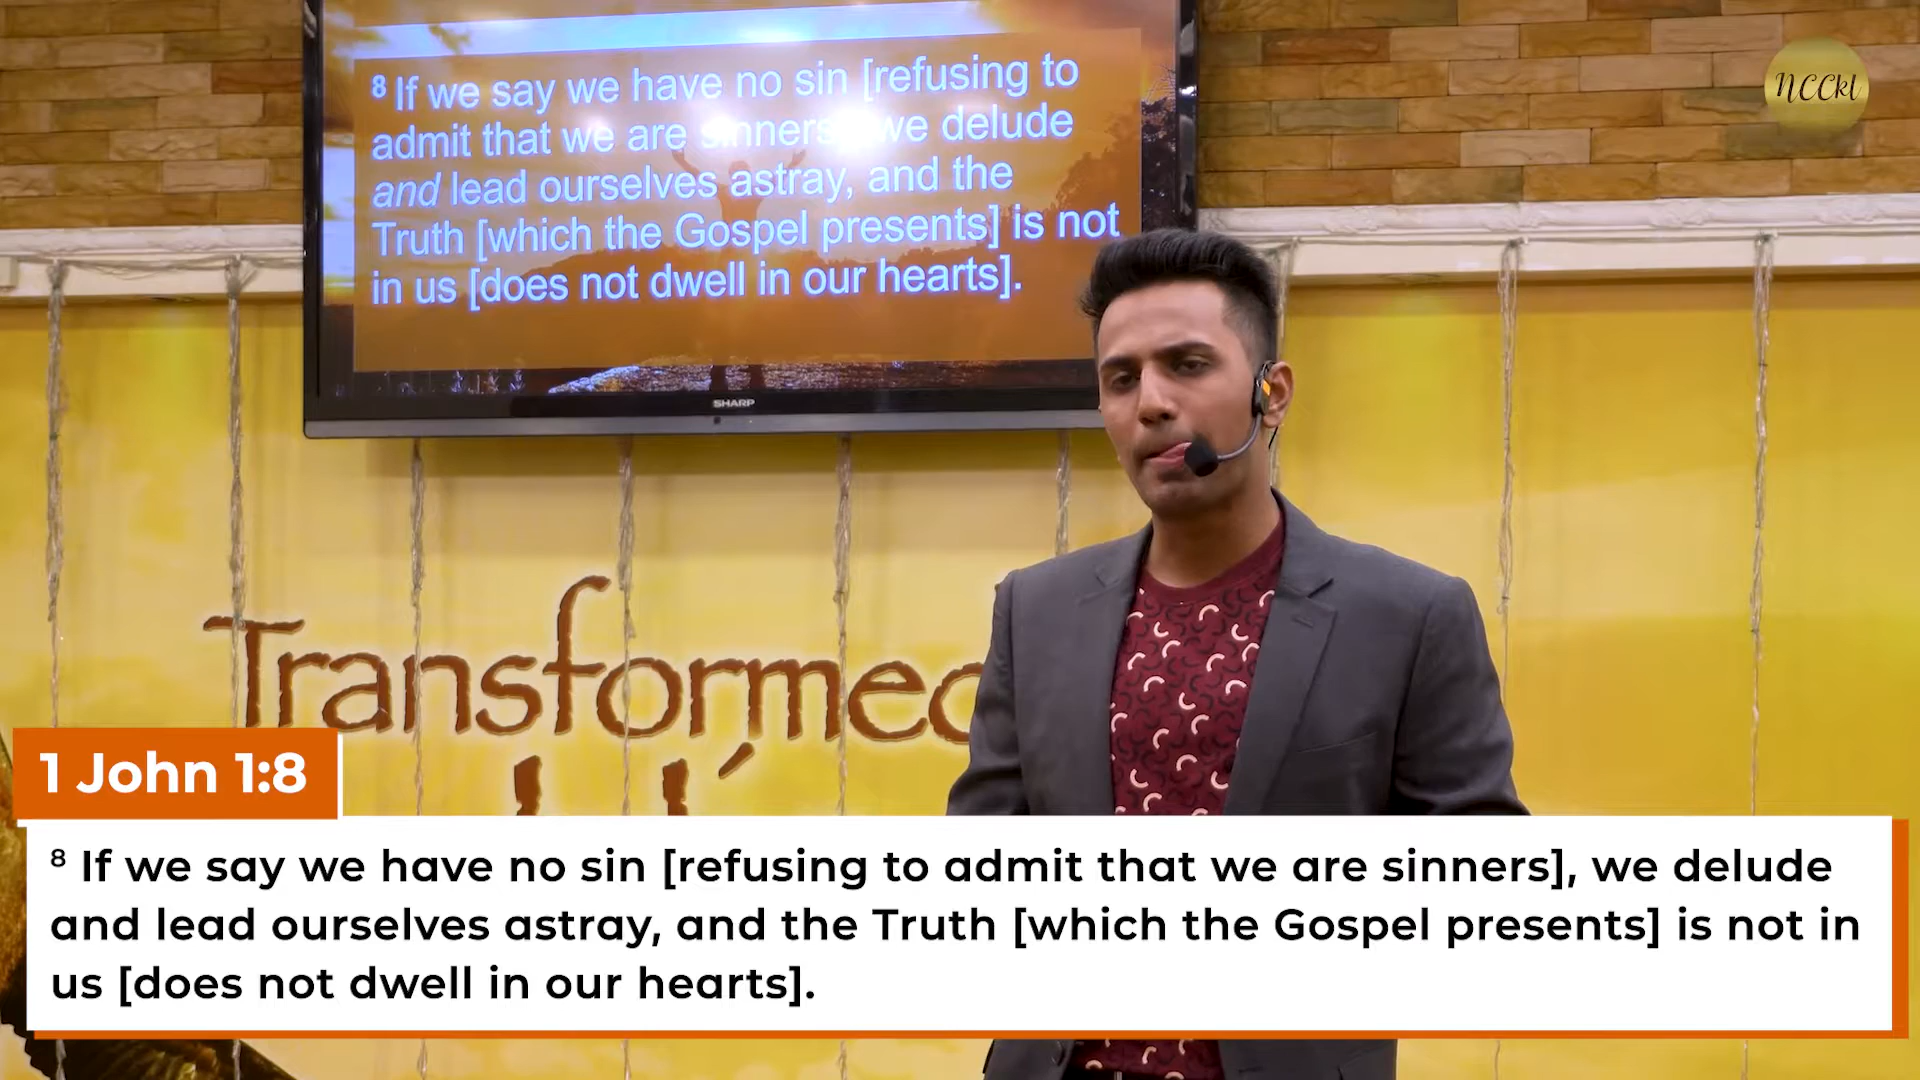 8 If we say we have no sin [refusing to
admit that we are sinners], we delude
and lead ourselves astray, and the
Truth [which the Gospel presents] is not
in us [does not dwell in our hearts].
NCCkl
SHARP
Transformed
1 John 1:8
8 If we say we have no sin [refusing to admit that we are sinners], we delude
and lead ourselves astray, and the Truth [which the Gospel presents] is not in
us [does not dwell in our hearts].